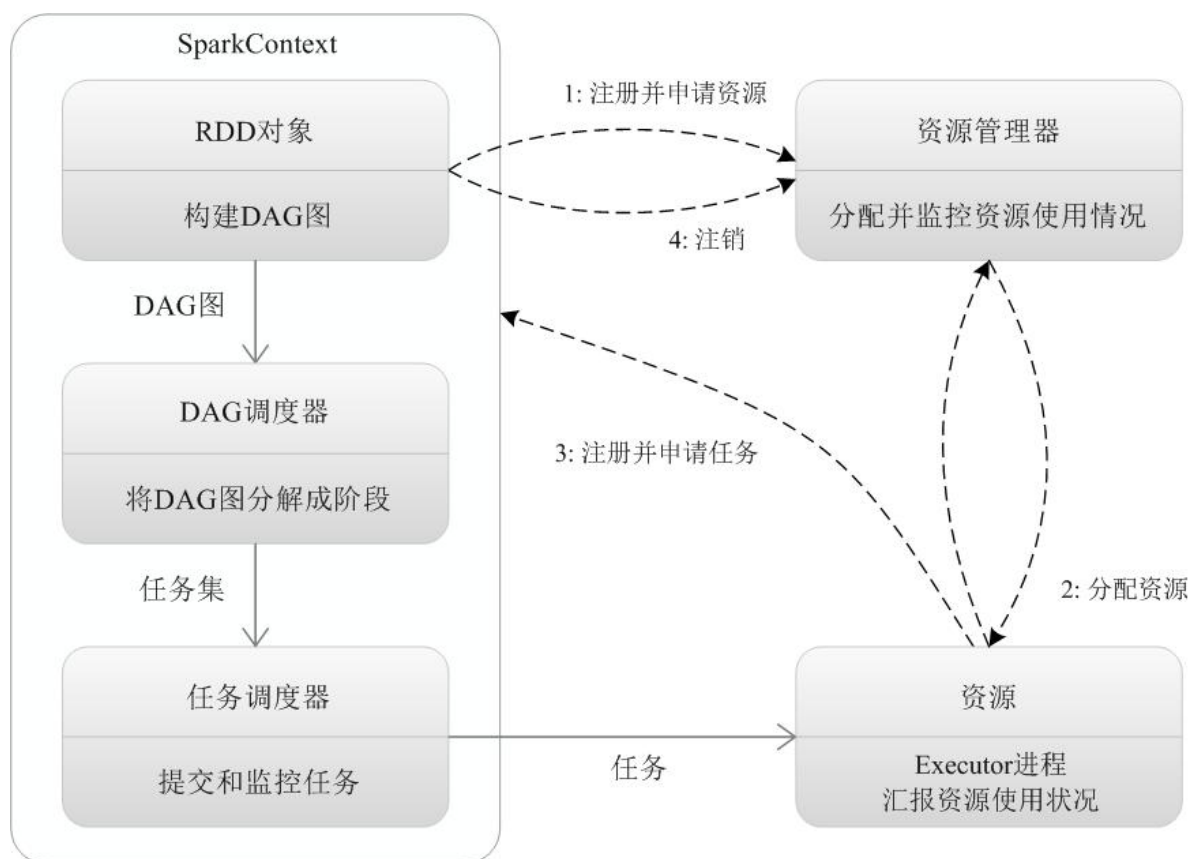 SparkContext
RDD对象
构建DAG图
1: 注册并申请资源
4: 注销
资源管理器
分配并监控资源使用情况
DAG图
DAG调度器
将DAG图分解成阶段
3: 注册并申请任务
2: 分配资源
任务集
任务调度器
提交和监控任务
任务
资源
Executor进程
汇报资源使用状况